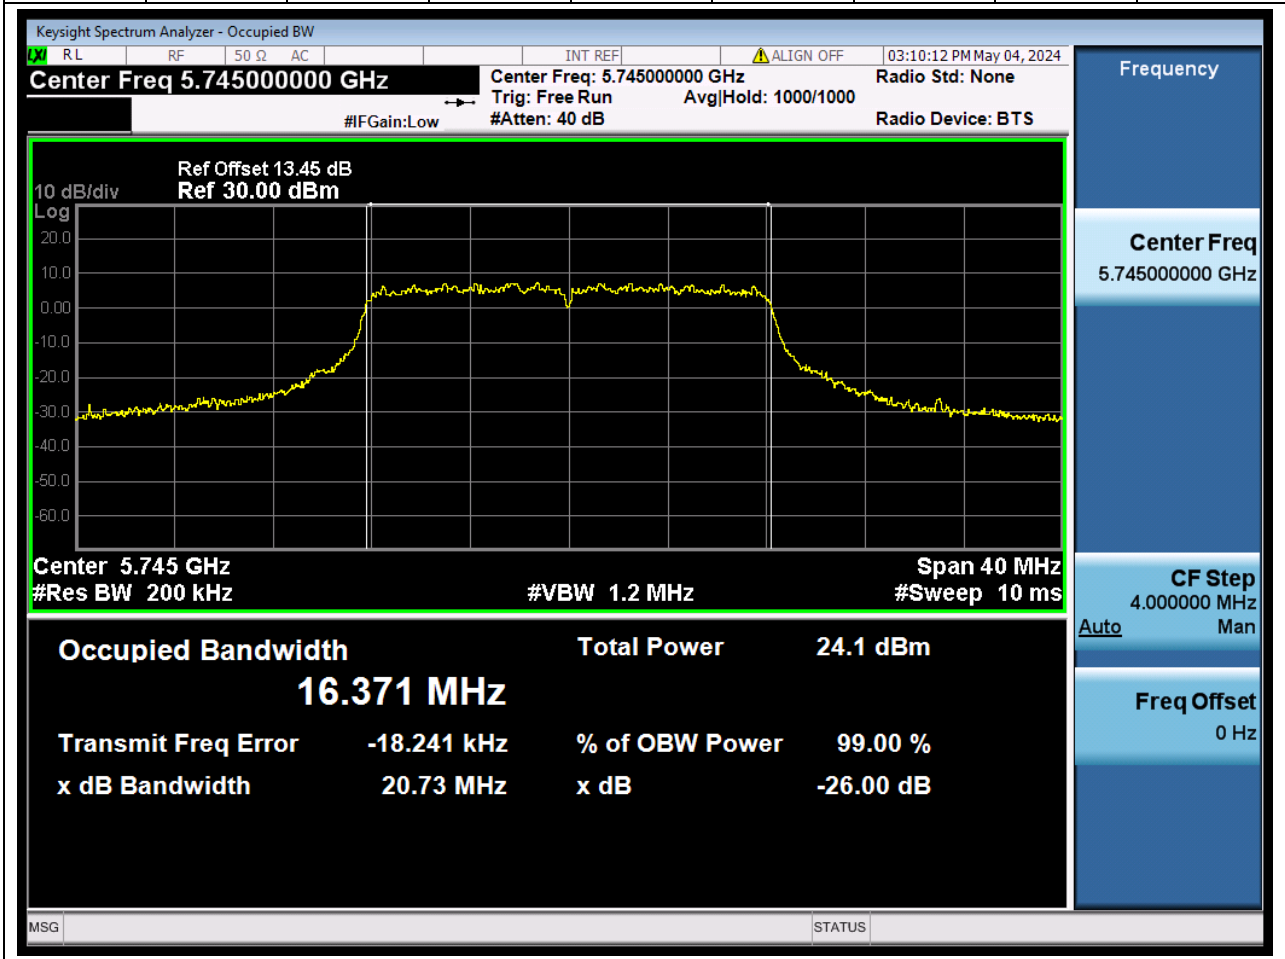 Keysight Spectrum Analyzer - Occupied BW
LXI RL RF 50 Ω AC INT REF ALIGN OFF 03:10:12 PM May 04, 2024
Center Freq 5.745000000 GHz
Center Freq: 5.745000000 GHz Radio Std: None
Trig: Free Run Avg|Hold: 1000/1000
#IFGain:Low #Atten: 40 dB Radio Device: BTS
Ref Offset 13.45 dB
10 dB/div Ref 30.00 dBm
Log
20.0
10.0
0.00
-10.0
-20.0
-30.0
-40.0
-50.0
-60.0
Center 5.745 GHz Span 40 MHz
#Res BW 200 kHz #VBW 1.2 MHz #Sweep 10 ms
Occupied Bandwidth Total Power 24.1 dBm
16.371 MHz
Transmit Freq Error -18.241 kHz % of OBW Power 99.00 %
x dB Bandwidth 20.73 MHz x dB -26.00 dB
MSG STATUS
Frequency
Center Freq
5.745000000 GHz
CF Step
4.000000 MHz
Auto Man
Freq Offset
0 Hz